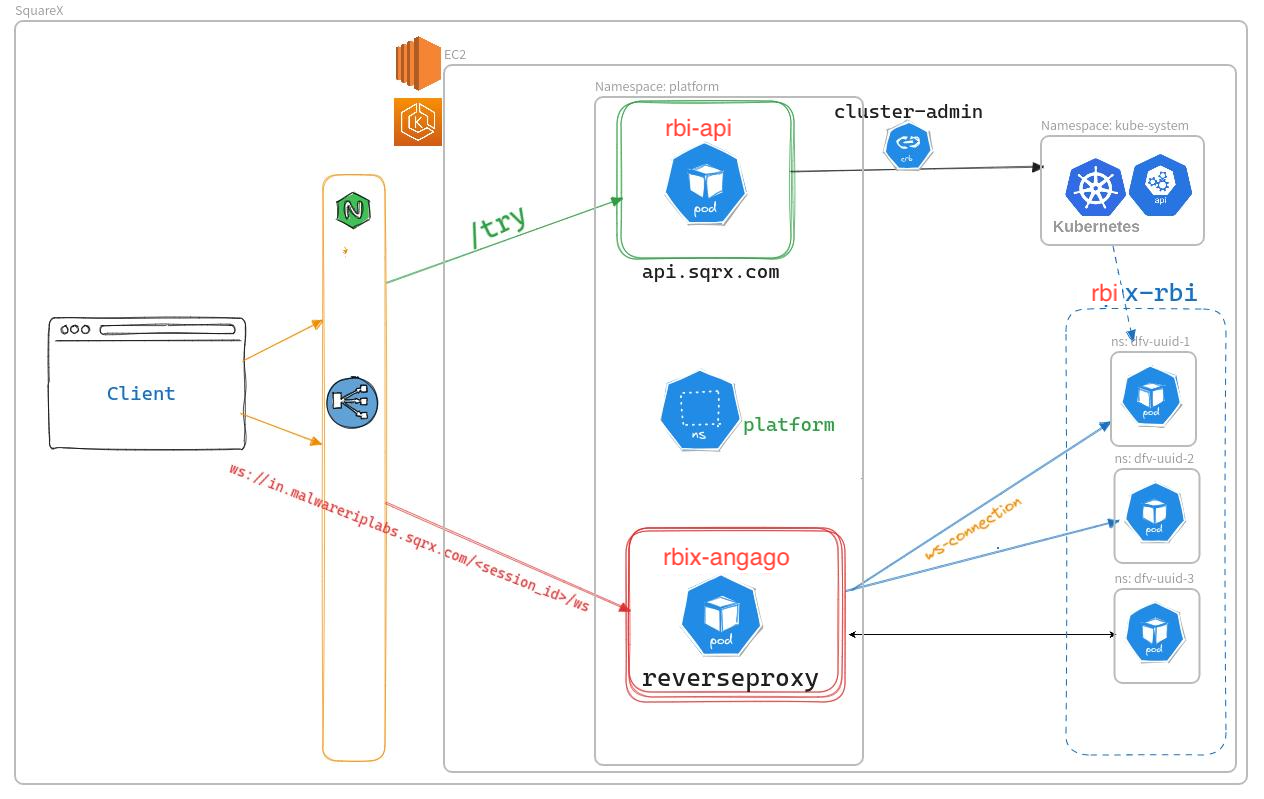 SquareX
EC2
Namespace: platform
rbi-api
pod
api.sqrx.com
cluster-admin
crb
Namespace: kube-system
api
Kubernetes
N
K
/try
Client
ws://in.malwareriplabs.sqrx.com/<session_id>/ws
ns
platform
rbix-angago
pod
reverseproxy
ws-connection
rbi x-rbi
ns: dfv-uuid-1
pod
ns: dfv-uuid-2
pod
ns: dfv-uuid-3
pod